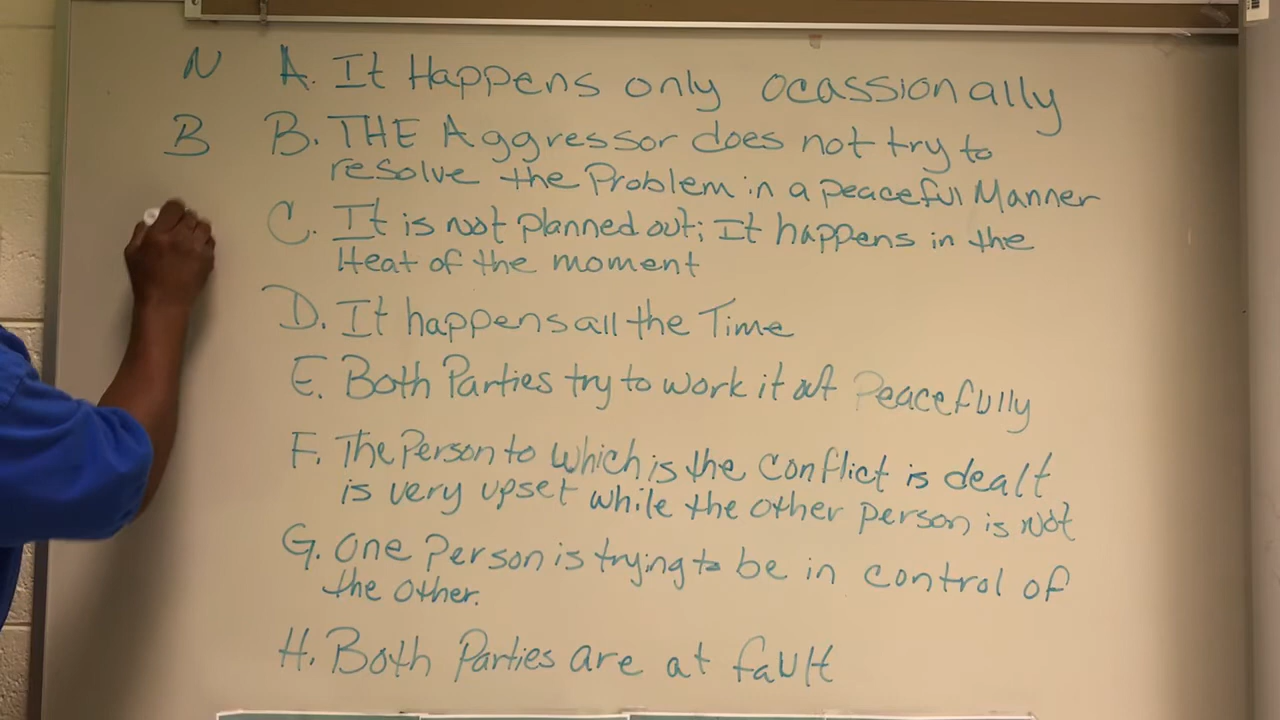 N A. It Happens only ocassionally
B B. THE Aggressor does not try to
resolve the Problem in a peaceful Manner
C. It is not planned out; It happens in the
Heat of the moment
D. It happens all the Time
E. Both Parties try to work it out Peacefully
F. The Person to which is the conflict is dealt
is very upset while the other person is not
G. One Person is trying to be in control of
the other.
H. Both Parties are at fault